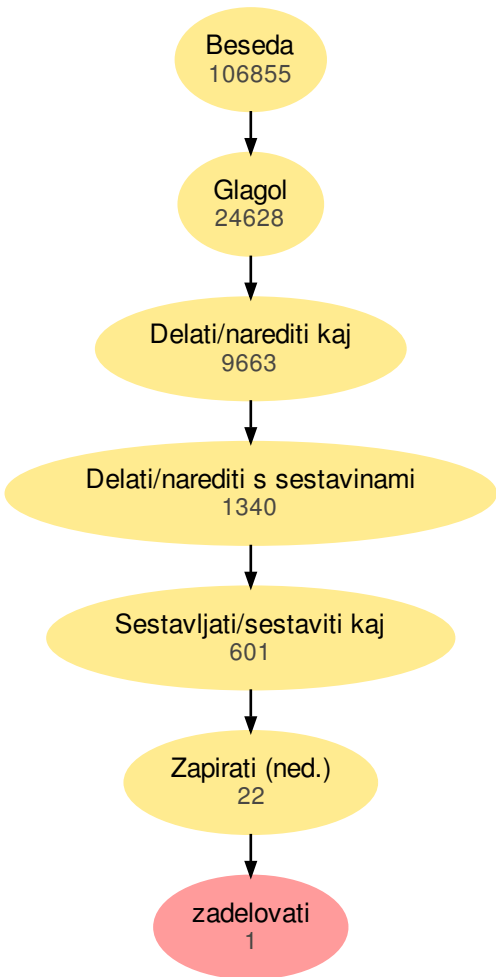 Beseda
106855
Glagol
24628
Delati/narediti kaj
9663
Delati/narediti s sestavinami
1340
Sestavljati/sestaviti kaj
601
Zapirati (ned.)
22
zadelovati
1